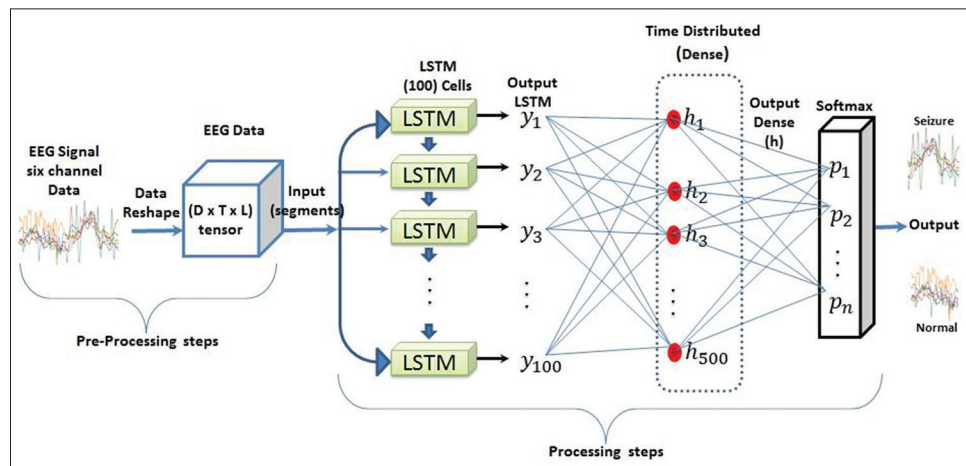 EEG Signal
six channel
Data
Data
Reshape
EEG Data
(D x T x L)
tensor
Input
(segments)
Pre-Processing steps
LSTM
(100) Cells
LSTM
LSTM
LSTM
LSTM
Output
LSTM
y1
y2
y3
y100
Time Distributed
(Dense)
h1
h2
h3
h500
Output
Dense
(h)
Softmax
p1
p2
pn
Seizure
Output
Normal
Processing steps